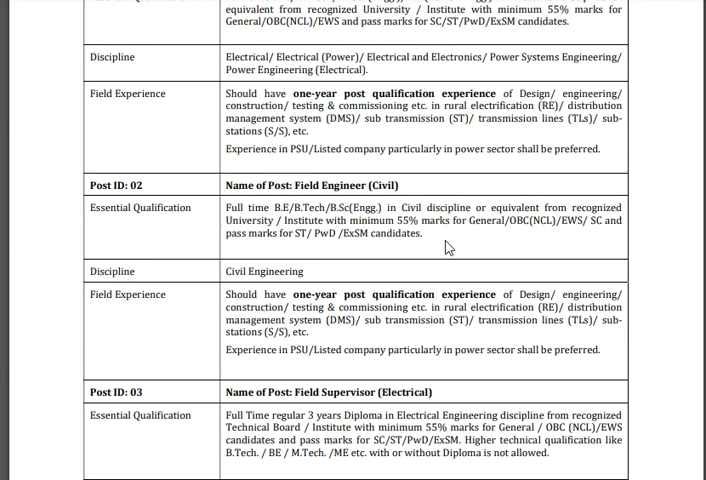 equivalent from recognized University / Institute with minimum 55% marks for
General/OBC(NCL)/EWS and pass marks for SC/ST/PwD/ExSM candidates.
Discipline
Electrical/ Electrical (Power)/ Electrical and Electronics/ Power Systems Engineering/
Power Engineering (Electrical).
Field Experience
Should have one-year post qualification experience of Design/ engineering/
construction/ testing & commissioning etc. in rural electrification (RE)/ distribution
management system (DMS)/ sub transmission (ST)/ transmission lines (TLs)/ sub-
stations (S/S), etc.
Experience in PSU/Listed company particularly in power sector shall be preferred.
Post ID: 02
Name of Post: Field Engineer (Civil)
Essential Qualification
Full time B.E/B.Tech/B.Sc(Engg.) in Civil discipline or equivalent from recognized
University / Institute with minimum 55% marks for General/OBC(NCL)/EWS/ SC and
pass marks for ST/ PwD /ExSM candidates.
Discipline
Civil Engineering
Field Experience
Should have one-year post qualification experience of Design/ engineering/
construction/ testing & commissioning etc. in rural electrification (RE)/ distribution
management system (DMS)/ sub transmission (ST)/ transmission lines (TLs)/ sub-
stations (S/S), etc.
Experience in PSU/Listed company particularly in power sector shall be preferred.
Post ID: 03
Name of Post: Field Supervisor (Electrical)
Essential Qualification
Full Time regular 3 years Diploma in Electrical Engineering discipline from recognized
Technical Board / Institute with minimum 55% marks for General / OBC (NCL)/EWS
candidates and pass marks for SC/ST/PwD/ExSM. Higher technical qualification like
B.Tech. / BE / M.Tech. /ME etc. with or without Diploma is not allowed.